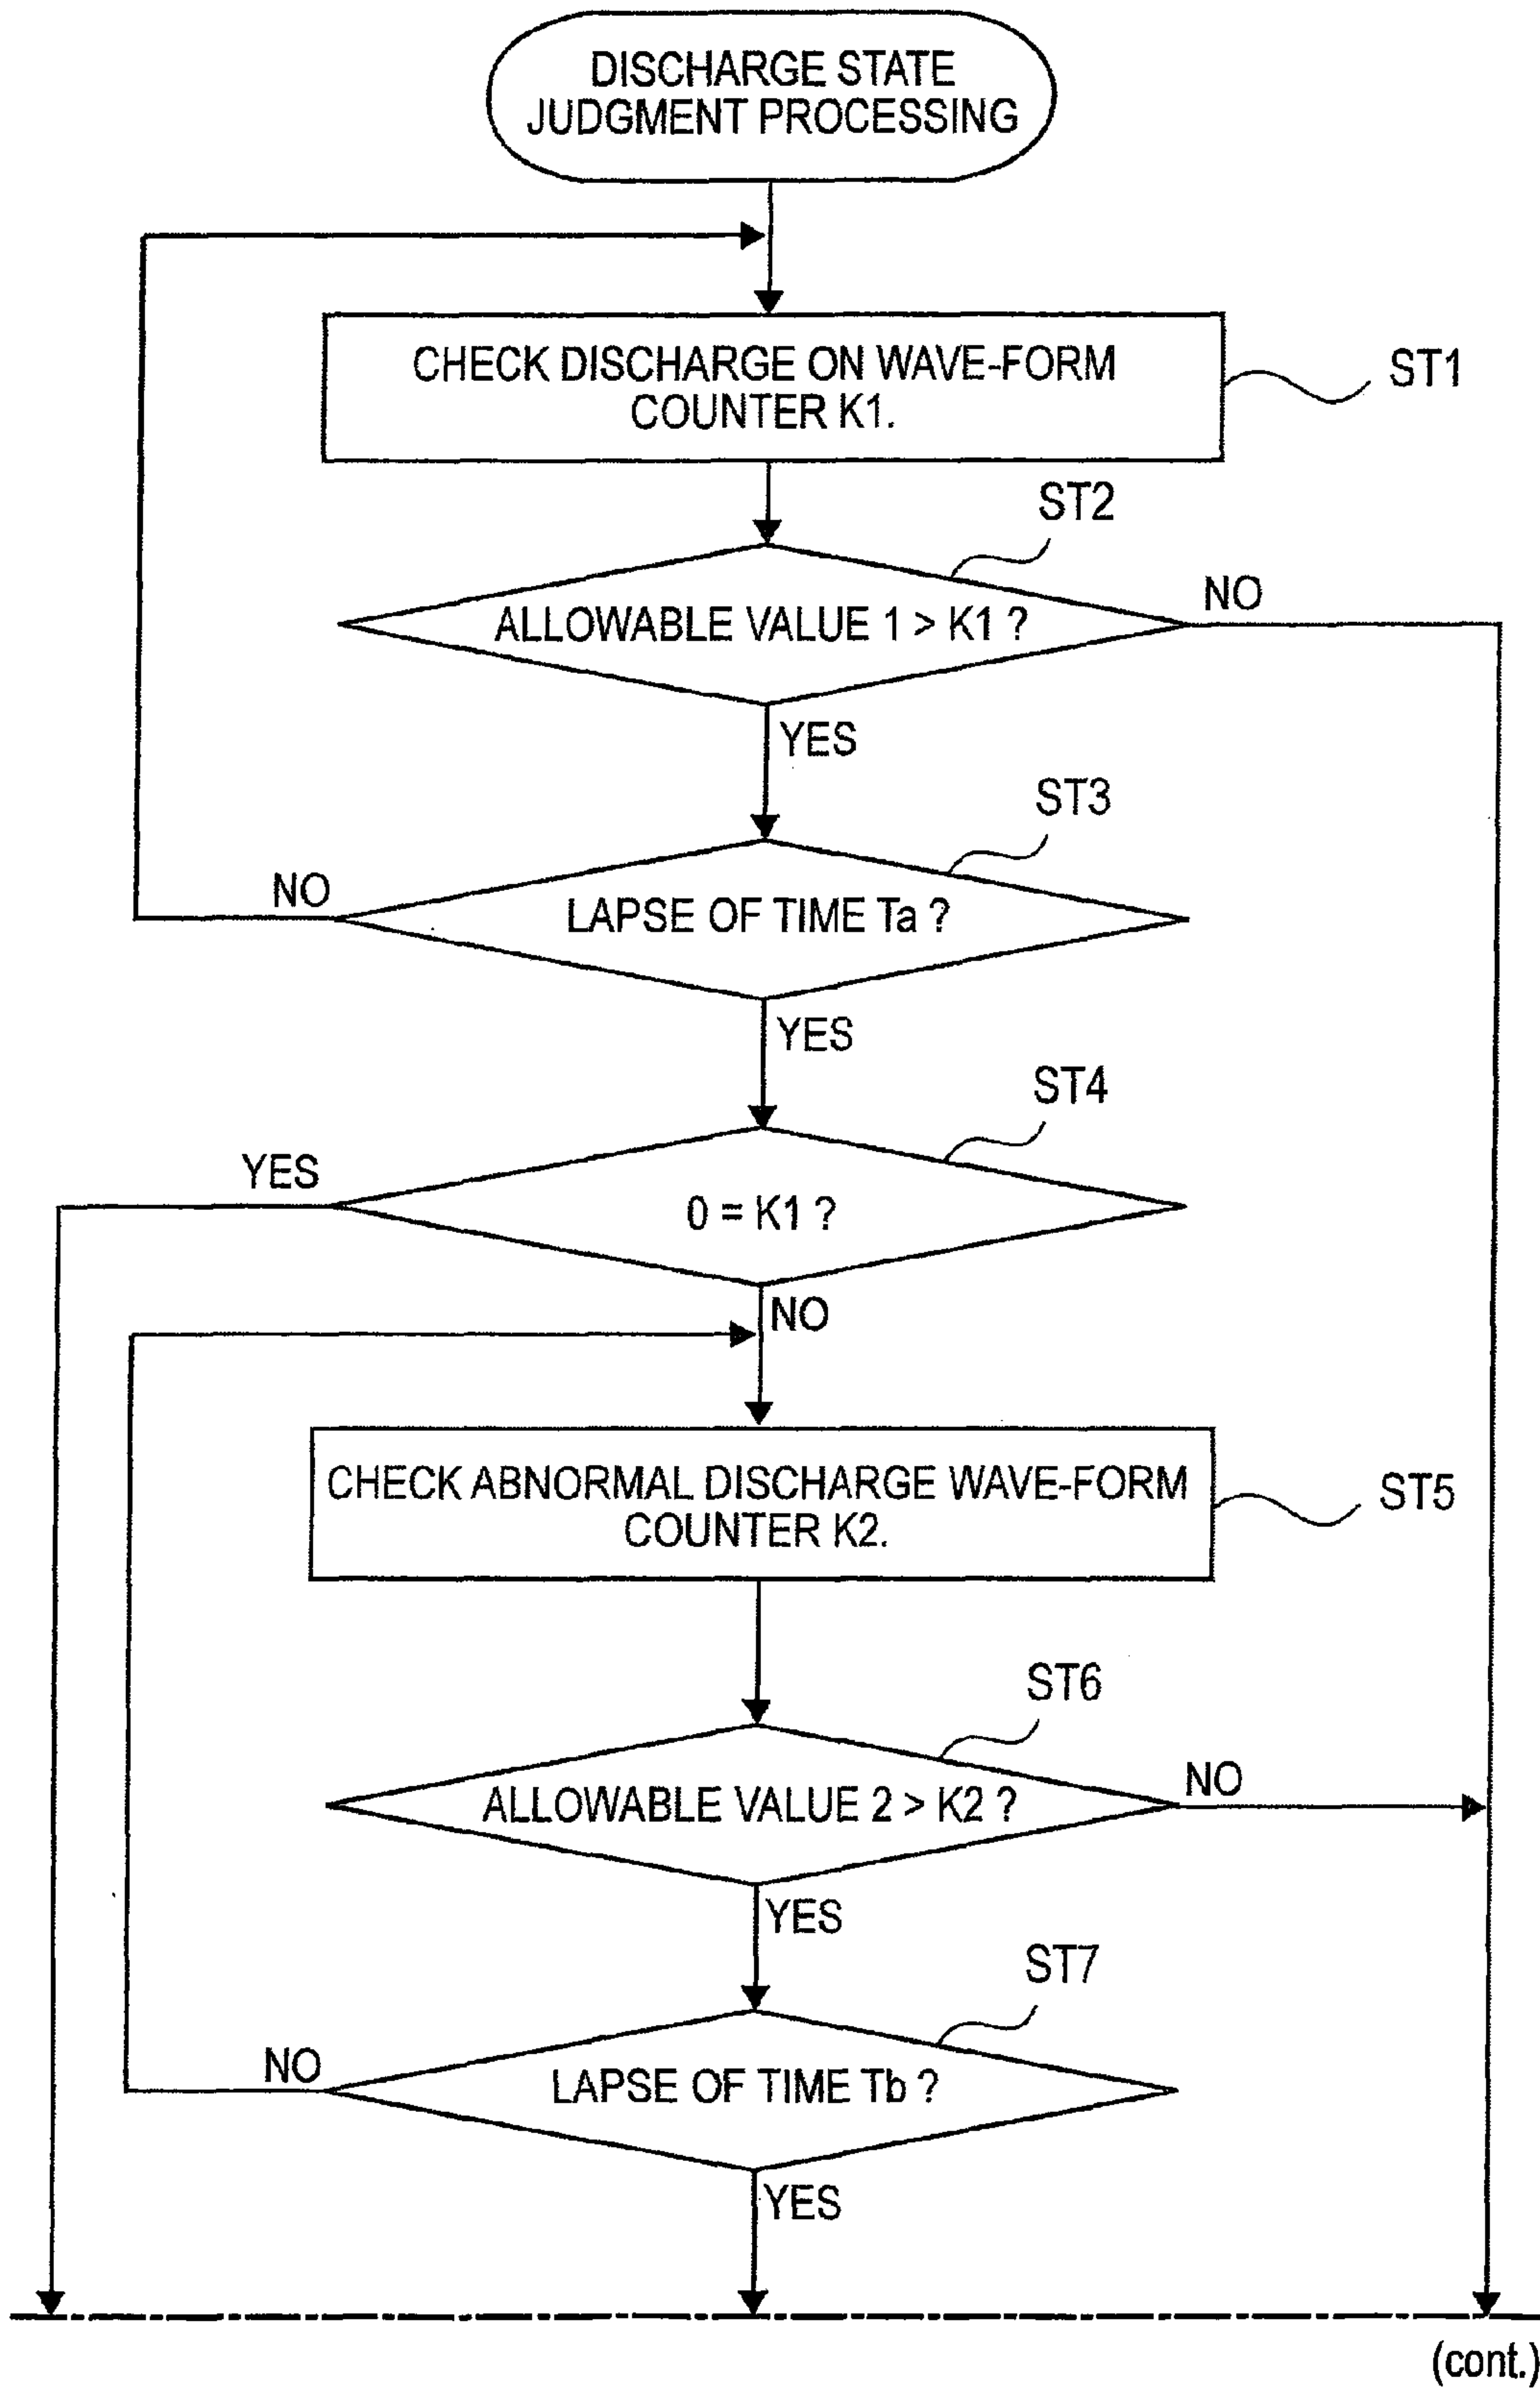 DISCHARGE STATE
JUDGMENT PROCESSING
CHECK DISCHARGE ON WAVE-FORM
COUNTER K1.
ST1
ST2
ALLOWABLE VALUE 1 > K1 ?
NO
YES
ST3
NO
LAPSE OF TIME Ta ?
YES
ST4
YES
0 = K1 ?
NO
CHECK ABNORMAL DISCHARGE WAVE-FORM
COUNTER K2.
ST5
ST6
ALLOWABLE VALUE 2 > K2 ?
NO
YES
ST7
NO
LAPSE OF TIME Tb ?
YES
(cont.)